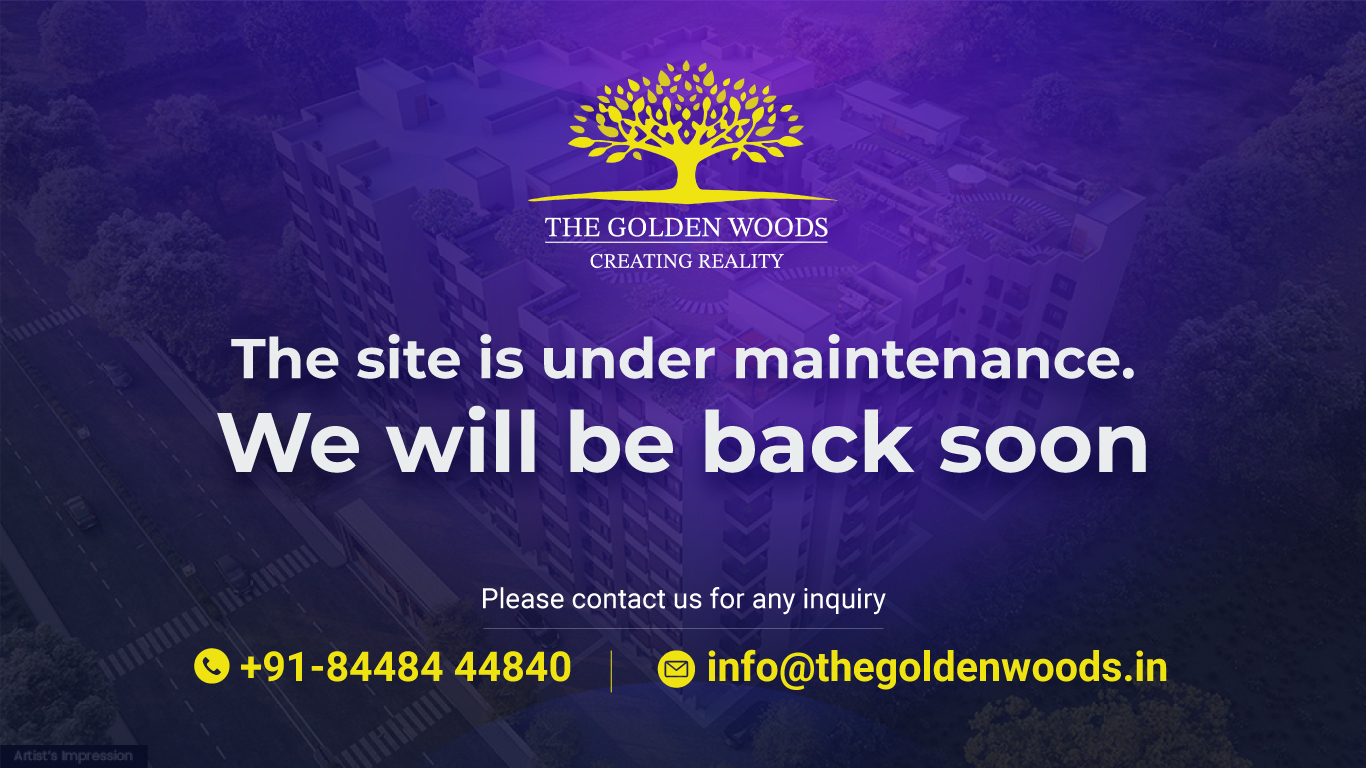 THE GOLDEN WOODS
CREATING REALITY
The site is under maintenance.
We will be back soon
Please contact us for any inquiry
+91-84484 44840
info@thegoldenwoods.in
Artist's Impression